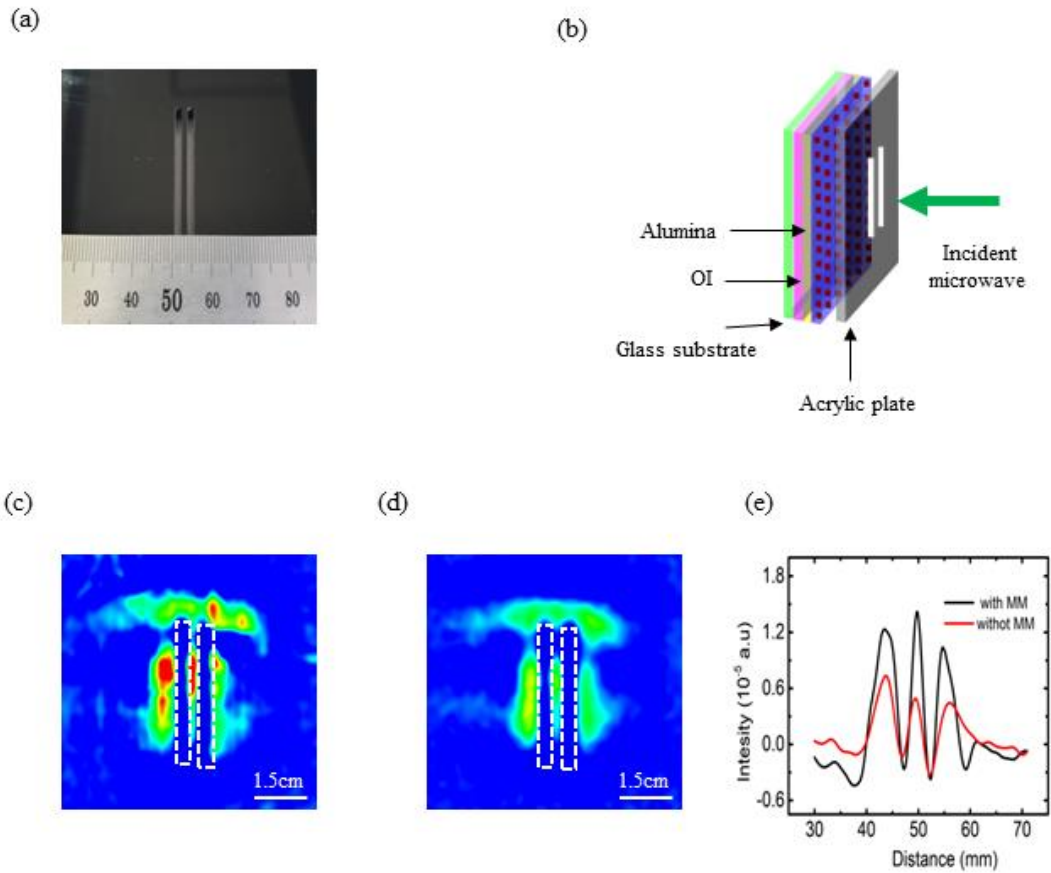 (a)
30 40 50 60 70 80
(b)
Alumina
OI
Glass substrate
Acrylic plate
Incident
microwave
(c)
1.5cm
(d)
1.5cm
(e)
Intesity (10⁻⁵ a.u)
1.8
1.2
0.6
0.0
-0.6
with MM
without MM
30 40 50 60 70
Distance (mm)